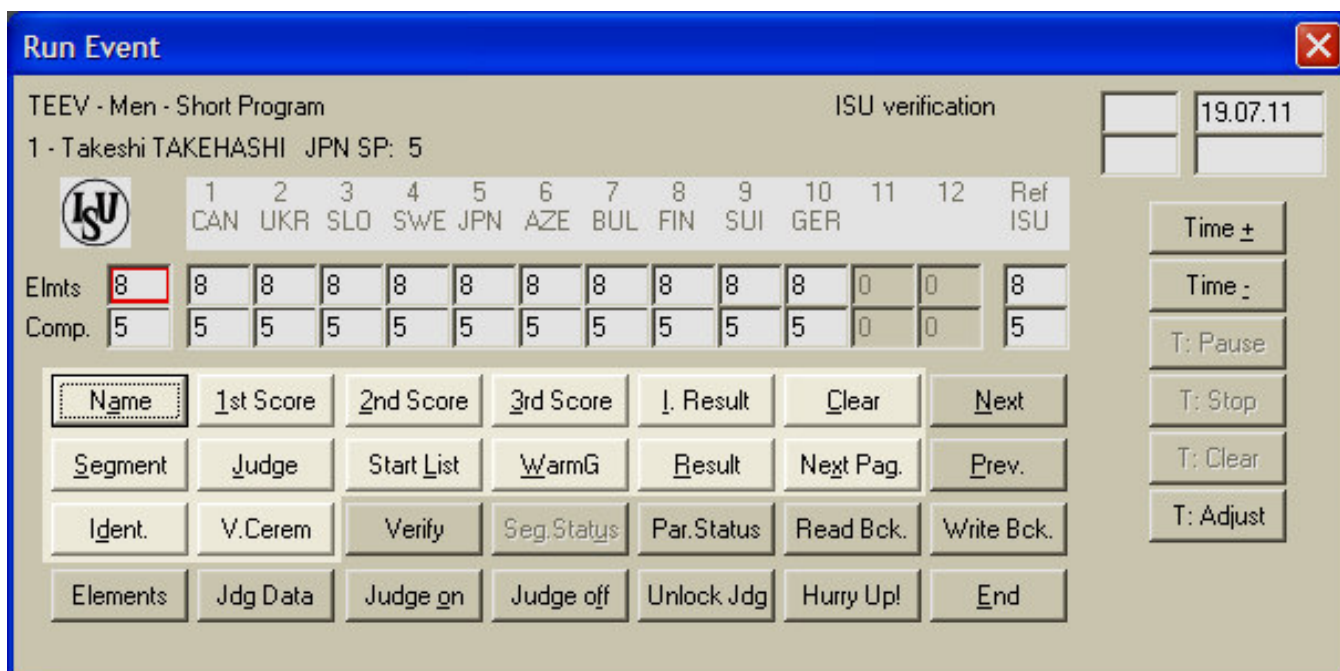 Run Event
TEEV - Men - Short Program ISU verification 19.07.11
1 - Takeshi TAKEHASHI JPN SP: 5
ISU 1 2 3 4 5 6 7 8 9 10 11 12 Ref
CAN UKR SLO SWE JPN AZE BUL FIN SUI GER ISU
Time +
Elmts 8 8 8 8 8 8 8 8 8 8 8 0 0 8 Time -
Comp. 5 5 5 5 5 5 5 5 5 5 5 0 0 5
T: Pause
Name 1st Score 2nd Score 3rd Score I. Result Clear Next T: Stop
Segment Judge Start List WarmG Result Next Pag. Prev. T: Clear
Ident. V.Cerem Verify Seg.Status Par.Status Read Bck. Write Bck. T: Adjust
Elements Jdg Data Judge on Judge off Unlock Jdg Hurry Up! End